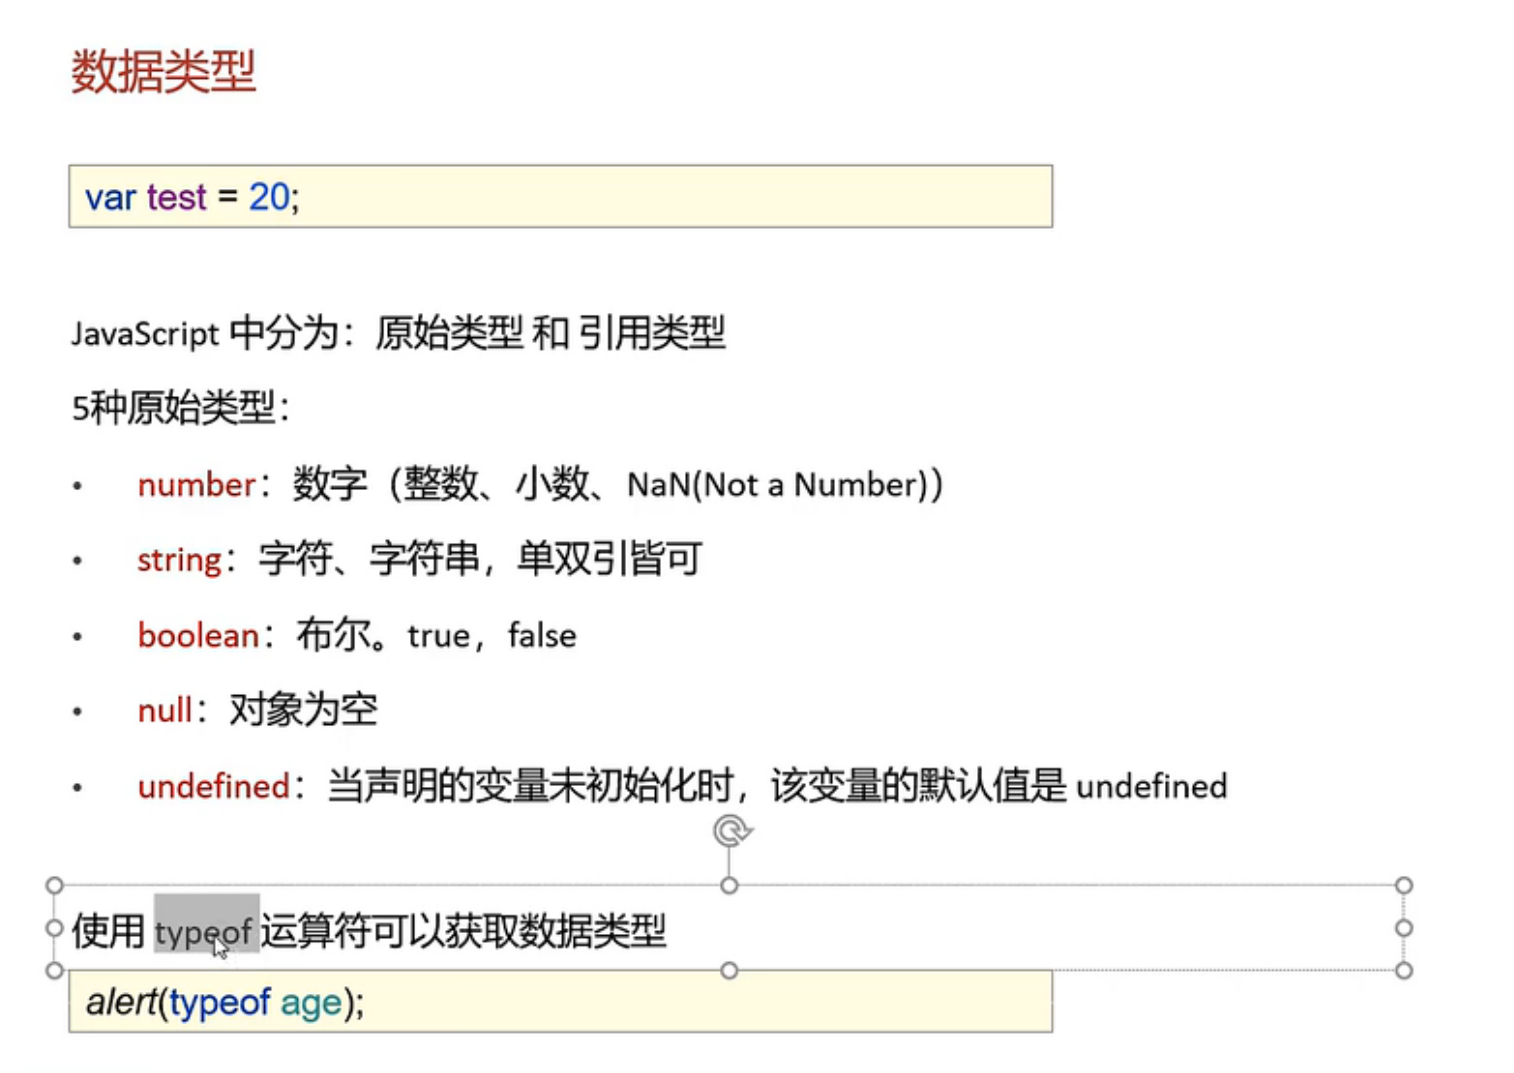 数据类型
var test = 20;
JavaScript 中分为：原始类型 和 引用类型
5种原始类型：
• number：数字（整数、小数、NaN(Not a Number)）
• string：字符、字符串，单双引皆可
• boolean：布尔。true，false
• null：对象为空
• undefined：当声明的变量未初始化时，该变量的默认值是 undefined
使用 typeof 运算符可以获取数据类型
alert(typeof age);